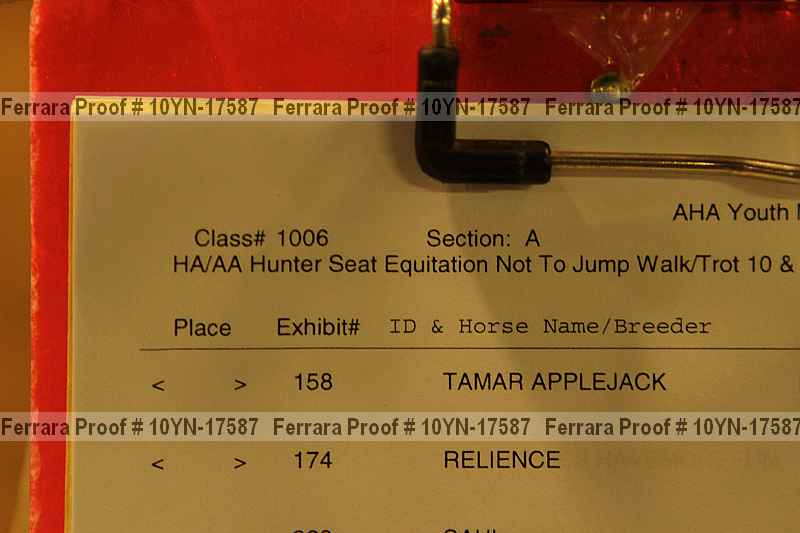 Ferrara Proof # 10YN-17587 Ferrara Proof # 10YN-17587 Ferrara Proof # 10YN-17587
AHA Youth
Class# 1006 Section: A
HA/AA Hunter Seat Equitation Not To Jump Walk/Trot 10 &
Place Exhibit# ID & Horse Name/Breeder
< > 158 TAMAR APPLEJACK
Ferrara Proof # 10YN-17587 Ferrara Proof # 10YN-17587 Ferrara Proof # 10YN-17587
< > 174 RELIENCE